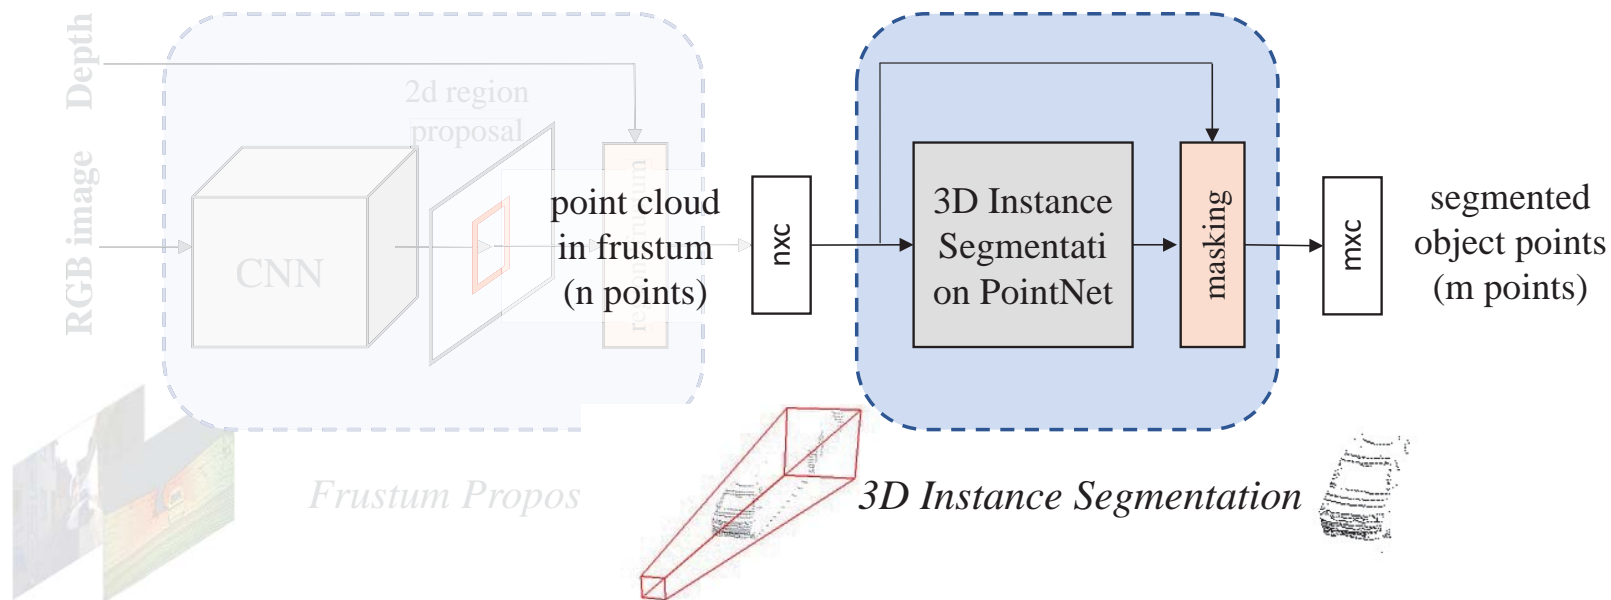 Depth
RGB image
2d region
proposal
CNN
point cloud
in frustum
(n points)
nxc
3D Instance
Segmentati
on PointNet
masking
mxc
segmented
object points
(m points)
Frustum Propos
3D Instance Segmentation